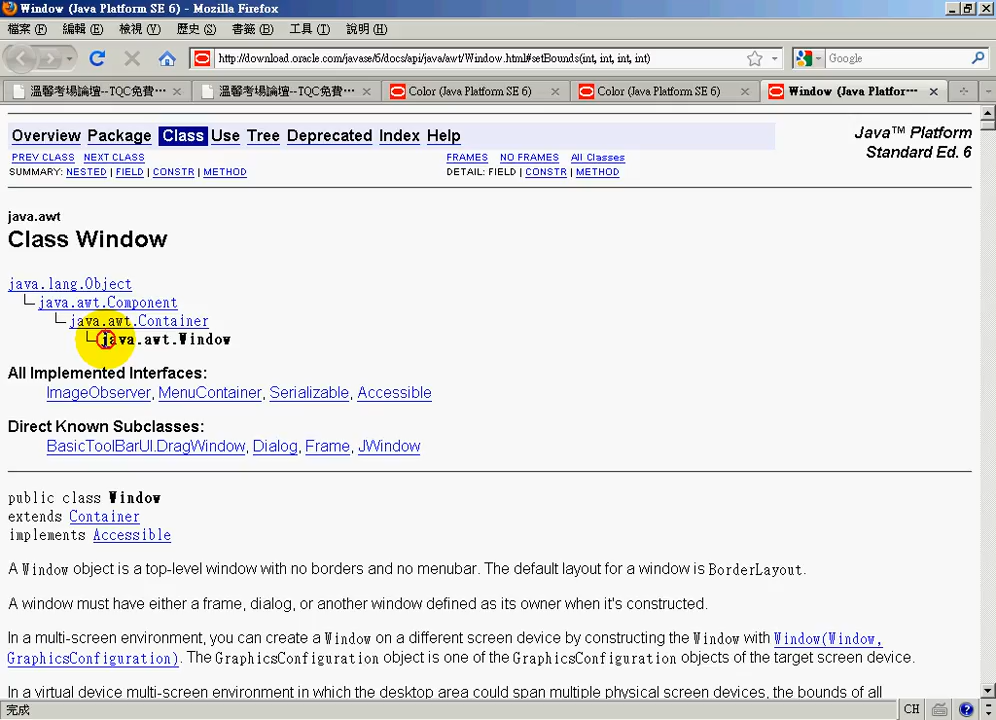 Window (Java Platform SE 6) - Mozilla Firefox
檔案(F) 編輯(E) 檢視(V) 歷史(S) 書籤(B) 工具(T) 說明(H)
http://download.oracle.com/javase/6/docs/api/java/awt/Window.html#setBounds(int, int, int, int) Google
溫馨考場論壇--TQC免費… 溫馨考場論壇--TQC免費… Color (Java Platform SE 6) Color (Java Platform SE 6) Window (Java Platfor…
Overview Package Class Use Tree Deprecated Index Help
Java™ Platform
Standard Ed. 6
PREV CLASS NEXT CLASS FRAMES NO FRAMES All Classes
SUMMARY: NESTED | FIELD | CONSTR | METHOD DETAIL: FIELD | CONSTR | METHOD
java.awt
Class Window
java.lang.Object
java.awt.Component
java.awt.Container
java.awt.Window
All Implemented Interfaces:
ImageObserver, MenuContainer, Serializable, Accessible
Direct Known Subclasses:
BasicToolBarUI.DragWindow, Dialog, Frame, JWindow
public class Window
extends Container
implements Accessible
A Window object is a top-level window with no borders and no menubar. The default layout for a window is BorderLayout.
A window must have either a frame, dialog, or another window defined as its owner when it's constructed.
In a multi-screen environment, you can create a Window on a different screen device by constructing the Window with Window(Window,
GraphicsConfiguration). The GraphicsConfiguration object is one of the GraphicsConfiguration objects of the target screen device.
In a virtual device multi-screen environment in which the desktop area could span multiple physical screen devices, the bounds of all
完成 CH